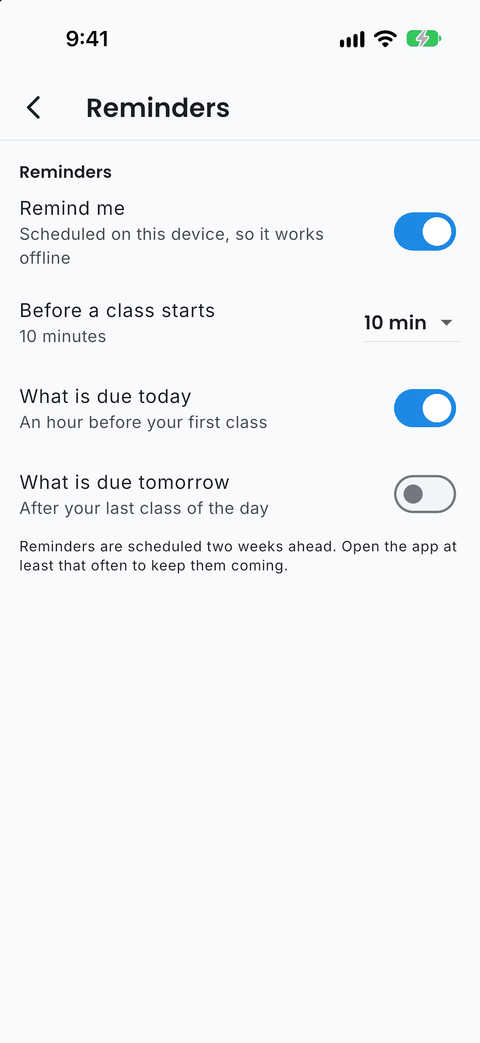 9:41
Reminders
Reminders
Remind me
Scheduled on this device, so it works
offline
Before a class starts
10 minutes
10 min
What is due today
An hour before your first class
What is due tomorrow
After your last class of the day
Reminders are scheduled two weeks ahead. Open the app at
least that often to keep them coming.